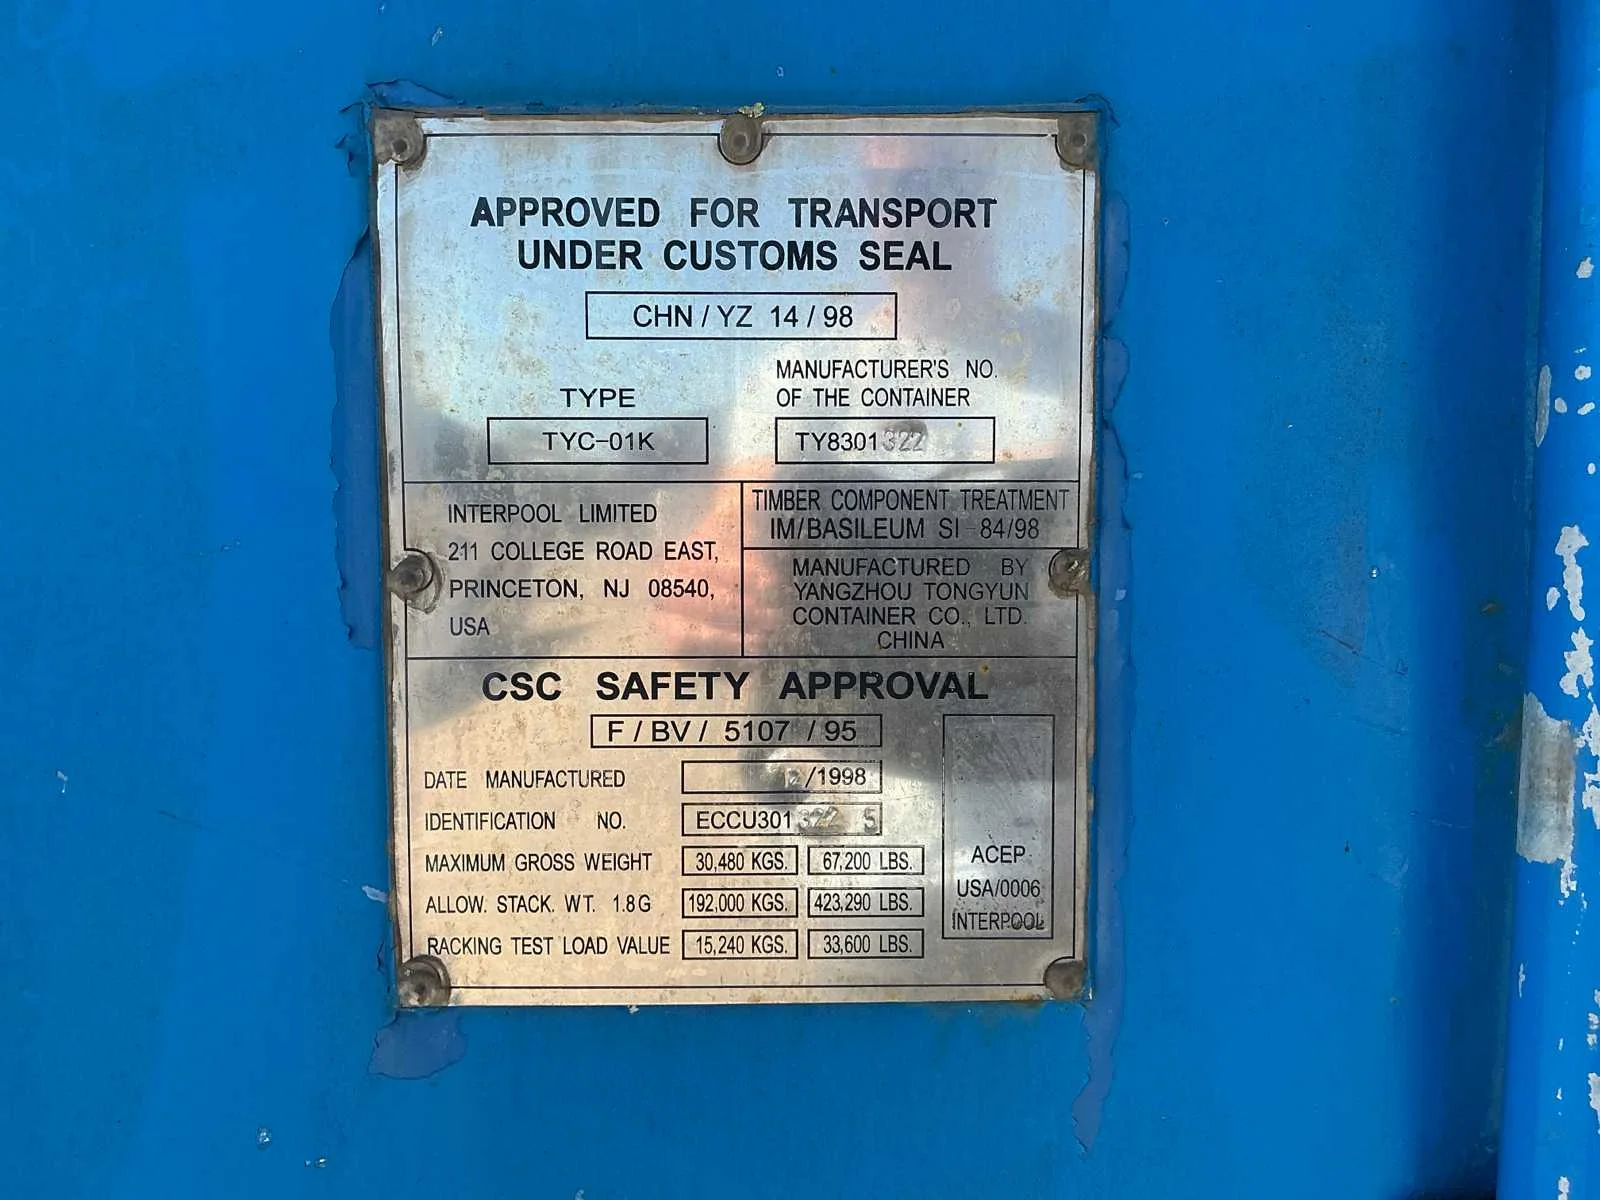 APPROVED FOR TRANSPORT
UNDER CUSTOMS SEAL
CHN / YZ 14 / 98
TYPE
MANUFACTURER'S NO.
OF THE CONTAINER
TYC-01K
TY8301322
INTERPOOL LIMITED
211 COLLEGE ROAD EAST,
PRINCETON, NJ 08540,
USA
TIMBER COMPONENT TREATMENT
IM/BASILEUM SI-84/98
MANUFACTURED BY
YANGZHOU TONGYUN
CONTAINER CO., LTD.
CHINA
CSC SAFETY APPROVAL
F / BV / 5107 / 95
DATE MANUFACTURED /1998
IDENTIFICATION NO. ECCU301322 5
MAXIMUM GROSS WEIGHT 30,480 KGS. 67,200 LBS.
ALLOW. STACK. WT. 1.8G 192,000 KGS. 423,290 LBS.
RACKING TEST LOAD VALUE 15,240 KGS. 33,600 LBS.
ACEP
USA/0006
INTERPOOL